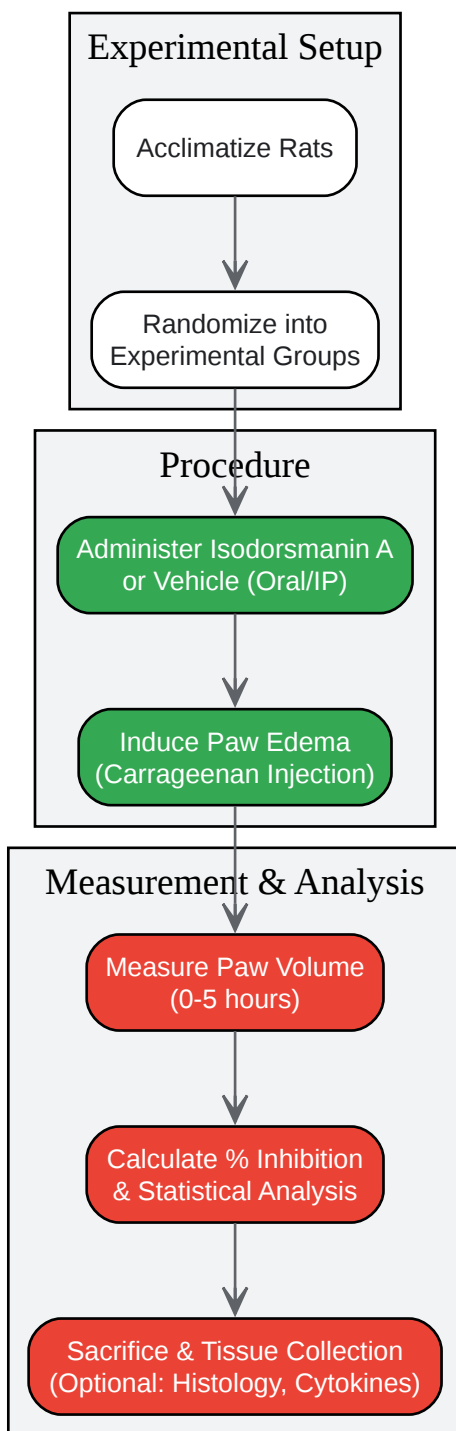 Experimental Setup
Acclimatize Rats
Randomize into
Experimental Groups
Procedure
Administer Isodorsmanin A
or Vehicle (Oral/IP)
Induce Paw Edema
(Carrageenan Injection)
Measurement & Analysis
Measure Paw Volume
(0-5 hours)
Calculate % Inhibition
& Statistical Analysis
Sacrifice & Tissue Collection
(Optional: Histology, Cytokines)